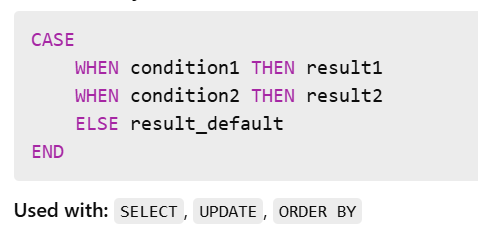 CASE
    WHEN condition1 THEN result1
    WHEN condition2 THEN result2
    ELSE result_default
END
Used with: SELECT, UPDATE, ORDER BY